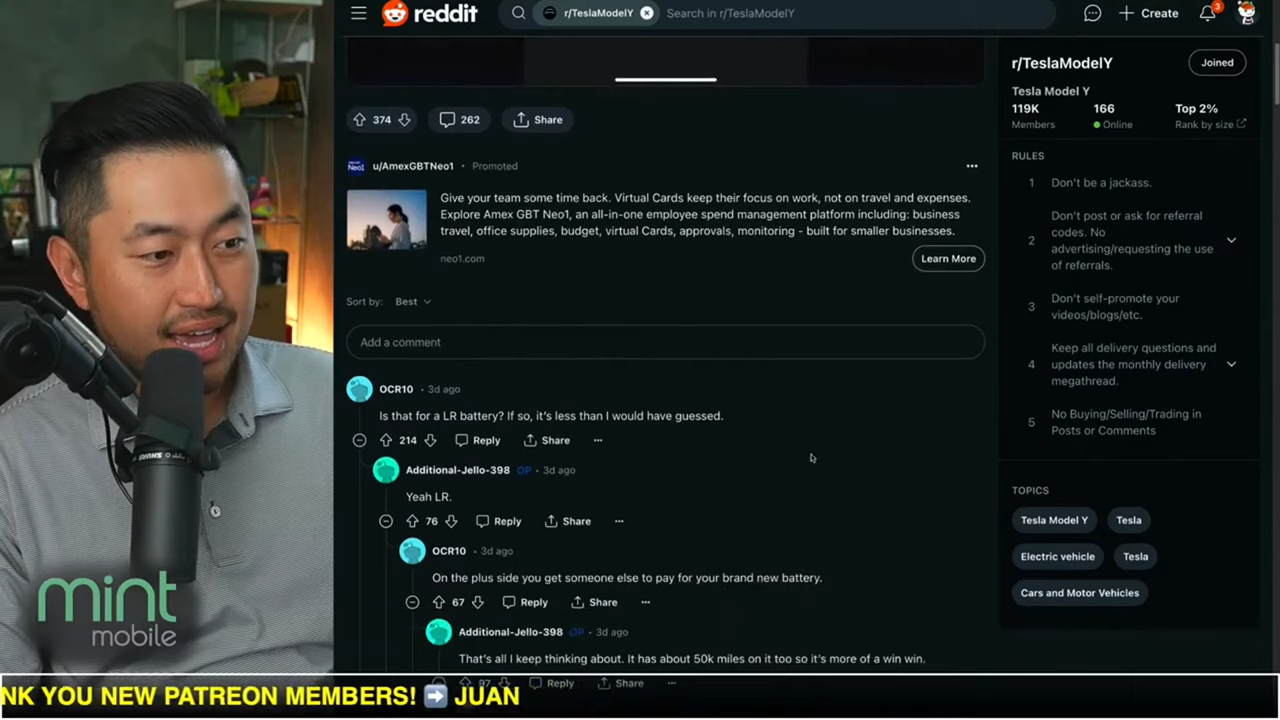 reddit
r/TeslaModelY
Search in r/TeslaModelY
Create
3
374
262
Share
u/AmexGBTNeo1 • Promoted
Neo1
Give your team some time back. Virtual Cards keep their focus on work, not on travel and expenses.
Explore Amex GBT Neo1, an all-in-one employee spend management platform including: business
travel, office supplies, budget, virtual Cards, approvals, monitoring - built for smaller businesses.
neo1.com
Learn More
Sort by: Best
Add a comment
OCR10 • 3d ago
Is that for a LR battery? If so, it's less than I would have guessed.
214 Reply Share
Additional-Jello-398 OP • 3d ago
Yeah LR.
76 Reply Share
OCR10 • 3d ago
On the plus side you get someone else to pay for your brand new battery.
67 Reply Share
Additional-Jello-398 OP • 3d ago
That's all I keep thinking about. It has about 50k miles on it too so it's more of a win win.
97 Reply Share
r/TeslaModelY
Joined
Tesla Model Y
119K 166 Top 2%
Members Online Rank by size
RULES
1 Don't be a jackass.
2 Don't post or ask for referral
codes. No
advertising/requesting the use
of referrals.
3 Don't self-promote your
videos/blogs/etc.
4 Keep all delivery questions and
updates the monthly delivery
megathread.
5 No Buying/Selling/Trading in
Posts or Comments
TOPICS
Tesla Model Y
Tesla
Electric vehicle
Tesla
Cars and Motor Vehicles
SHURE
mint
mobile
NK YOU NEW PATREON MEMBERS! ➡️ JUAN